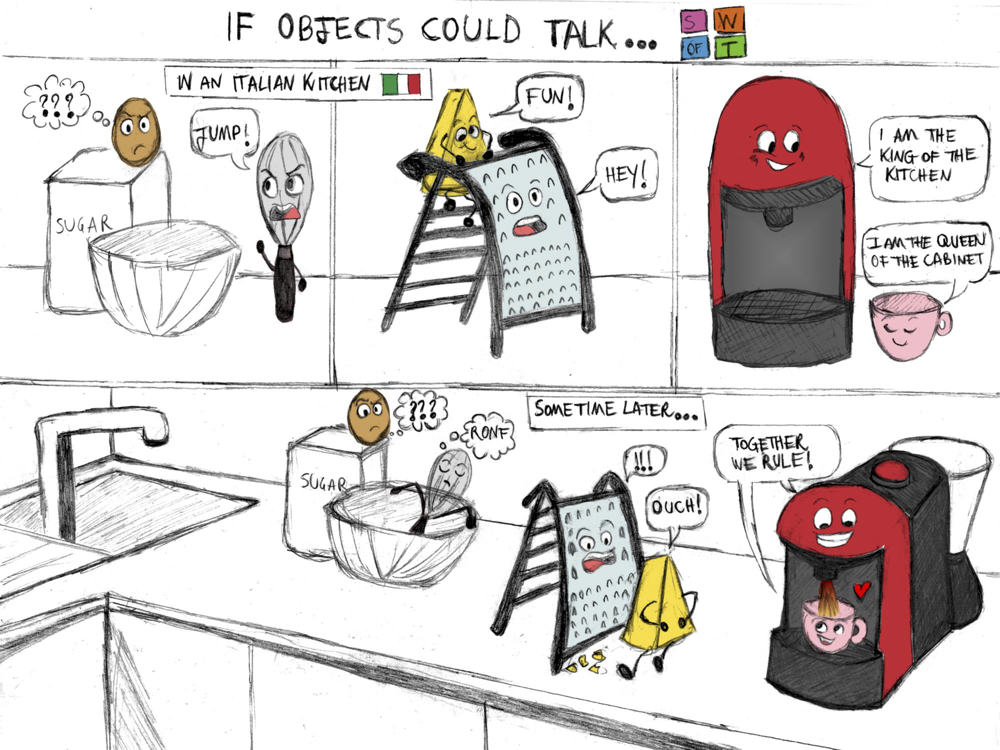 IF OBJECTS COULD TALK...
S W
OF T
IN AN ITALIAN KITCHEN
???
JUMP!
SUGAR
FUN!
HEY!
I AM THE
KING OF THE
KITCHEN
I AM THE QUEEN
OF THE CABINET
SOMETIME LATER...
???
RONF
SUGAR
!!!
OUCH!
TOGETHER
WE RULE!